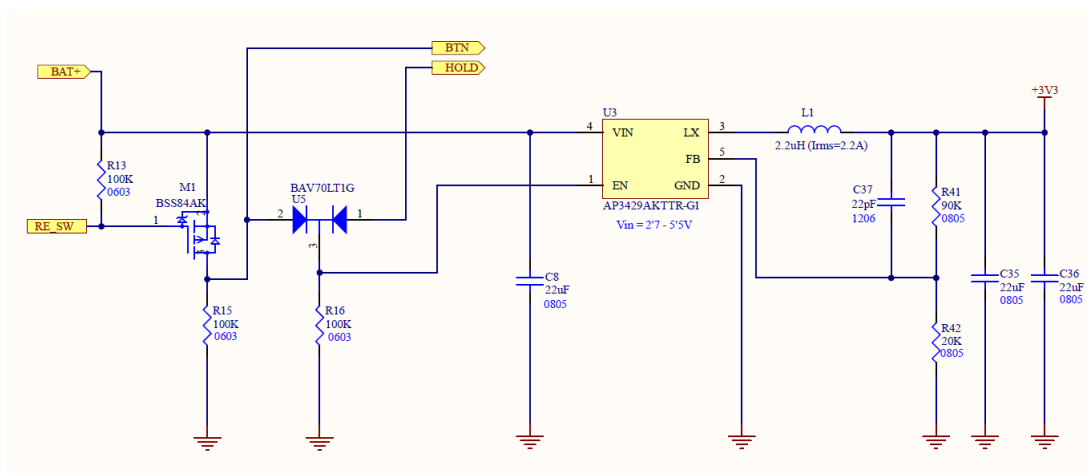 BTN
HOLD
BAT+
+3V3
U3
L1
4
VIN
LX
3
2.2uH (Irms=2.2A)
R13
100K
0603
FB
5
M1
BSS84AK
BAV70LT1G
U5
1
EN
GND
2
AP3429AKTTR-G1
Vin = 2'7 - 5'5V
C37
22pF
1206
R41
90K
0805
RE_SW
1
2
3
2
1
3
C8
22uF
0805
C35
22uF
0805
C36
22uF
0805
R15
100K
0603
R16
100K
0603
R42
20K
0805